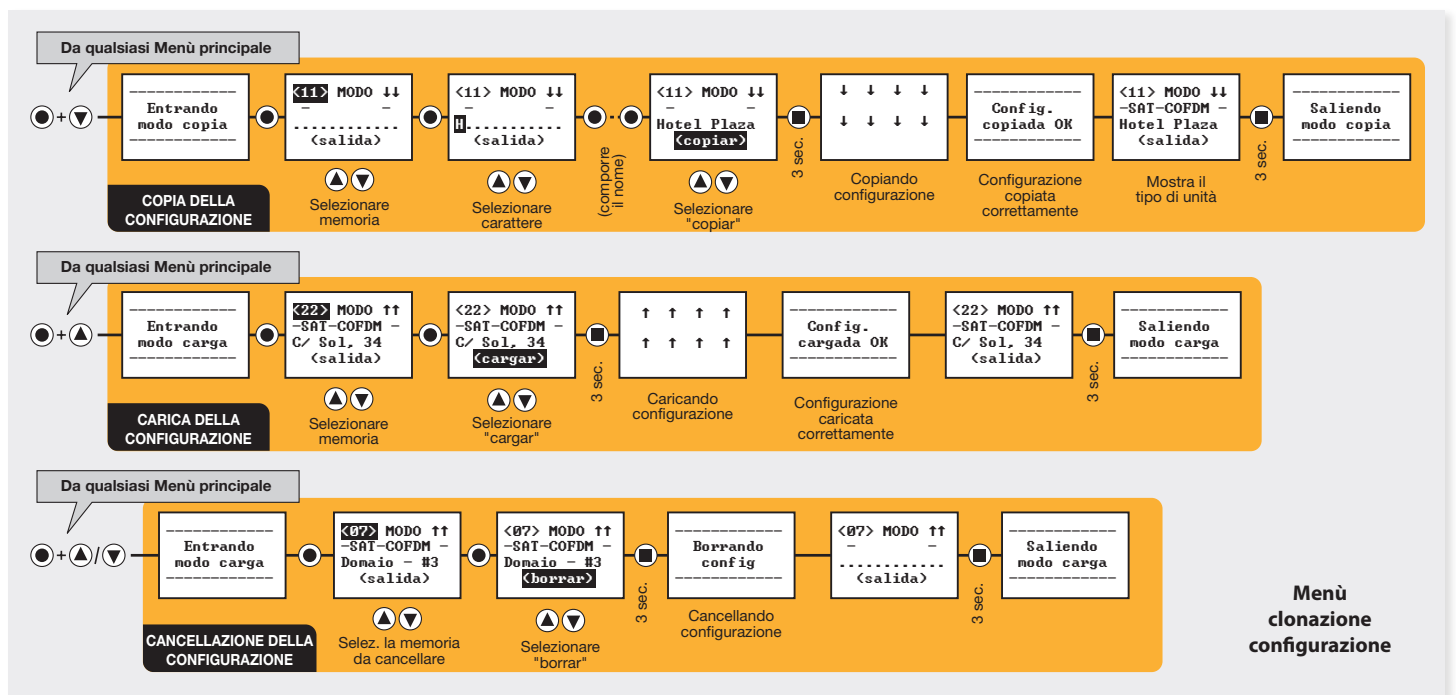 Da qualsiasi Menù principale
Entrando
modo copia
<11> MODO ↓↓
- -
............
(salida)
Selezionare
memoria
<11> MODO ↓↓
- -
H...........
(salida)
Selezionare
carattere
(comporre
il nome)
<11> MODO ↓↓
- -
Hotel Plaza
(copiar)
Selezionare
"copiar"
3 sec.
↓ ↓ ↓ ↓
↓ ↓ ↓ ↓
Copiando
configurazione
Config.
copiada OK
Configurazione
copiata
correttamente
<11> MODO ↓↓
-SAT-COFDM -
Hotel Plaza
(salida)
Mostra il
tipo di unità
3 sec.
Saliendo
modo copia
COPIA DELLA
CONFIGURAZIONE
Da qualsiasi Menù principale
Entrando
modo carga
<22> MODO ↑↑
-SAT-COFDM -
C/ Sol, 34
(salida)
Selezionare
memoria
<22> MODO ↑↑
-SAT-COFDM -
C/ Sol, 34
(cargar)
Selezionare
"cargar"
3 sec.
↑ ↑ ↑ ↑
↑ ↑ ↑ ↑
Caricando
configurazione
Config.
cargada OK
Configurazione
caricata
correttamente
<22> MODO ↑↑
-SAT-COFDM -
C/ Sol, 34
(salida)
3 sec.
Saliendo
modo carga
CARICA DELLA
CONFIGURAZIONE
Da qualsiasi Menù principale
Entrando
modo carga
<07> MODO ↑↑
-SAT-COFDM -
Domaio - #3
(salida)
Selez. la memoria
da cancellare
<07> MODO ↑↑
-SAT-COFDM -
Domaio - #3
(borrar)
Selezionare
"borrar"
3 sec.
Borrando
config
Cancellando
configurazione
<07> MODO ↑↑
- -
............
(salida)
3 sec.
Saliendo
modo carga
CANCELLAZIONE DELLA
CONFIGURAZIONE
Menù
clonazione
configurazione